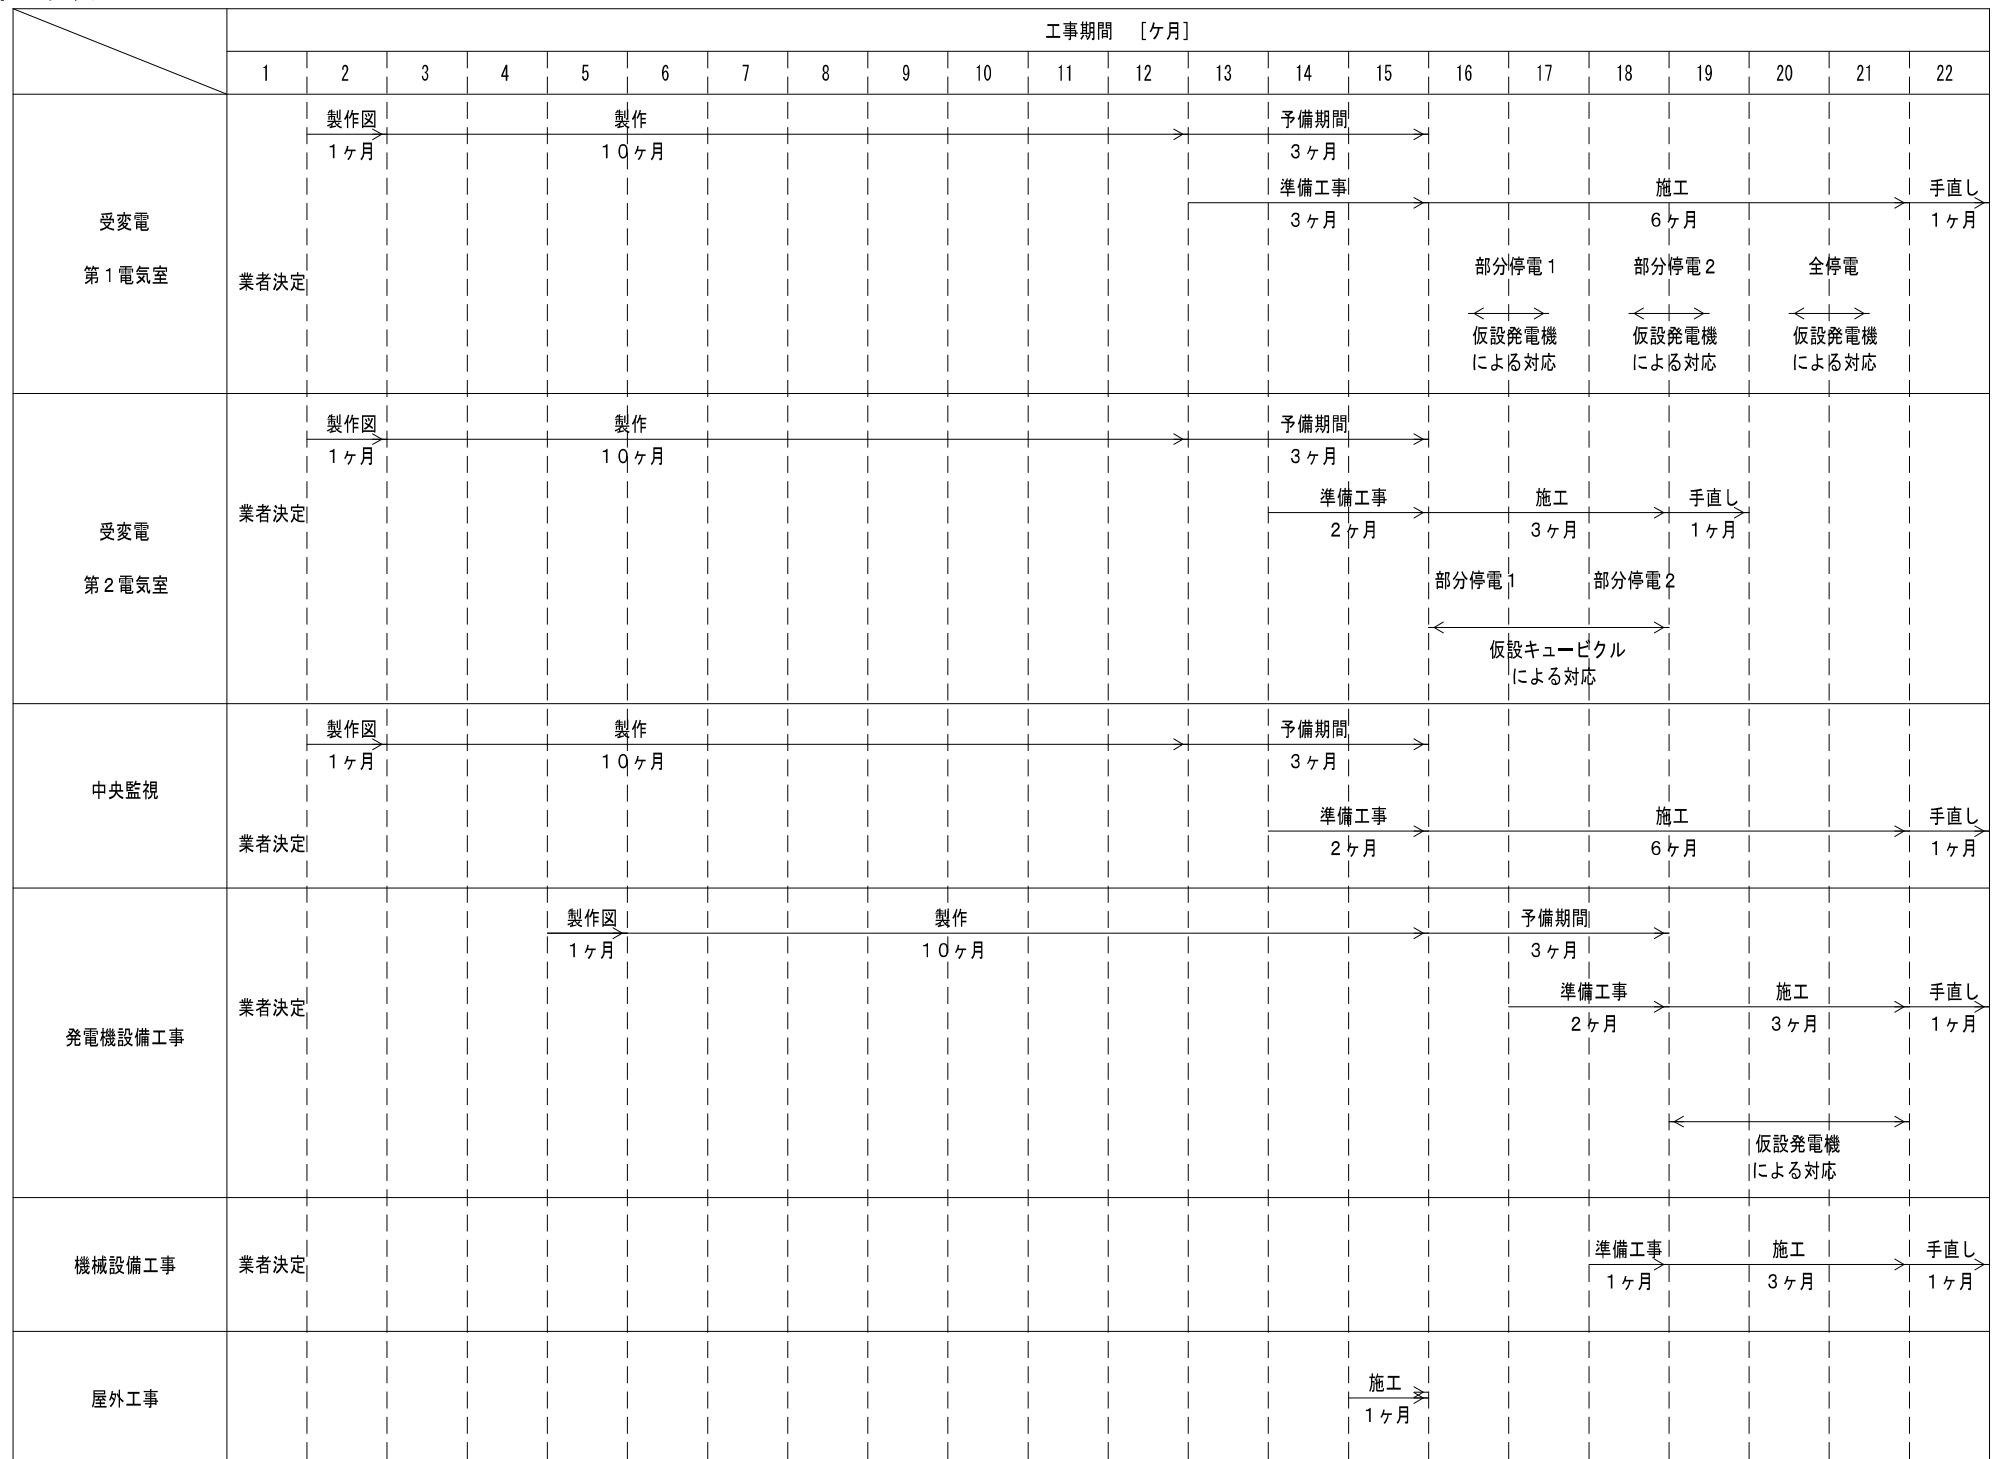 工事期間 [ケ月]
1 2 3 4 5 6 7 8 9 10 11 12 13 14 15 16 17 18 19 20 21 22
受変電
第1電気室
業者決定
製作図
1ヶ月
製作
10ヶ月
予備期間
3ヶ月
準備工事
3ヶ月
施工
6ヶ月
手直し
1ヶ月
部分停電1
仮設発電機
による対応
部分停電2
仮設発電機
による対応
全停電
仮設発電機
による対応
受変電
第2電気室
業者決定
製作図
1ヶ月
製作
10ヶ月
予備期間
3ヶ月
準備工事
2ヶ月
施工
3ヶ月
手直し
1ヶ月
部分停電1
部分停電2
仮設キュービクル
による対応
中央監視
業者決定
製作図
1ヶ月
製作
10ヶ月
予備期間
3ヶ月
準備工事
2ヶ月
施工
6ヶ月
手直し
1ヶ月
発電機設備工事
業者決定
製作図
1ヶ月
製作
10ヶ月
予備期間
3ヶ月
準備工事
2ヶ月
施工
3ヶ月
手直し
1ヶ月
仮設発電機
による対応
機械設備工事
業者決定
準備工事
1ヶ月
施工
3ヶ月
手直し
1ヶ月
屋外工事
施工
1ヶ月